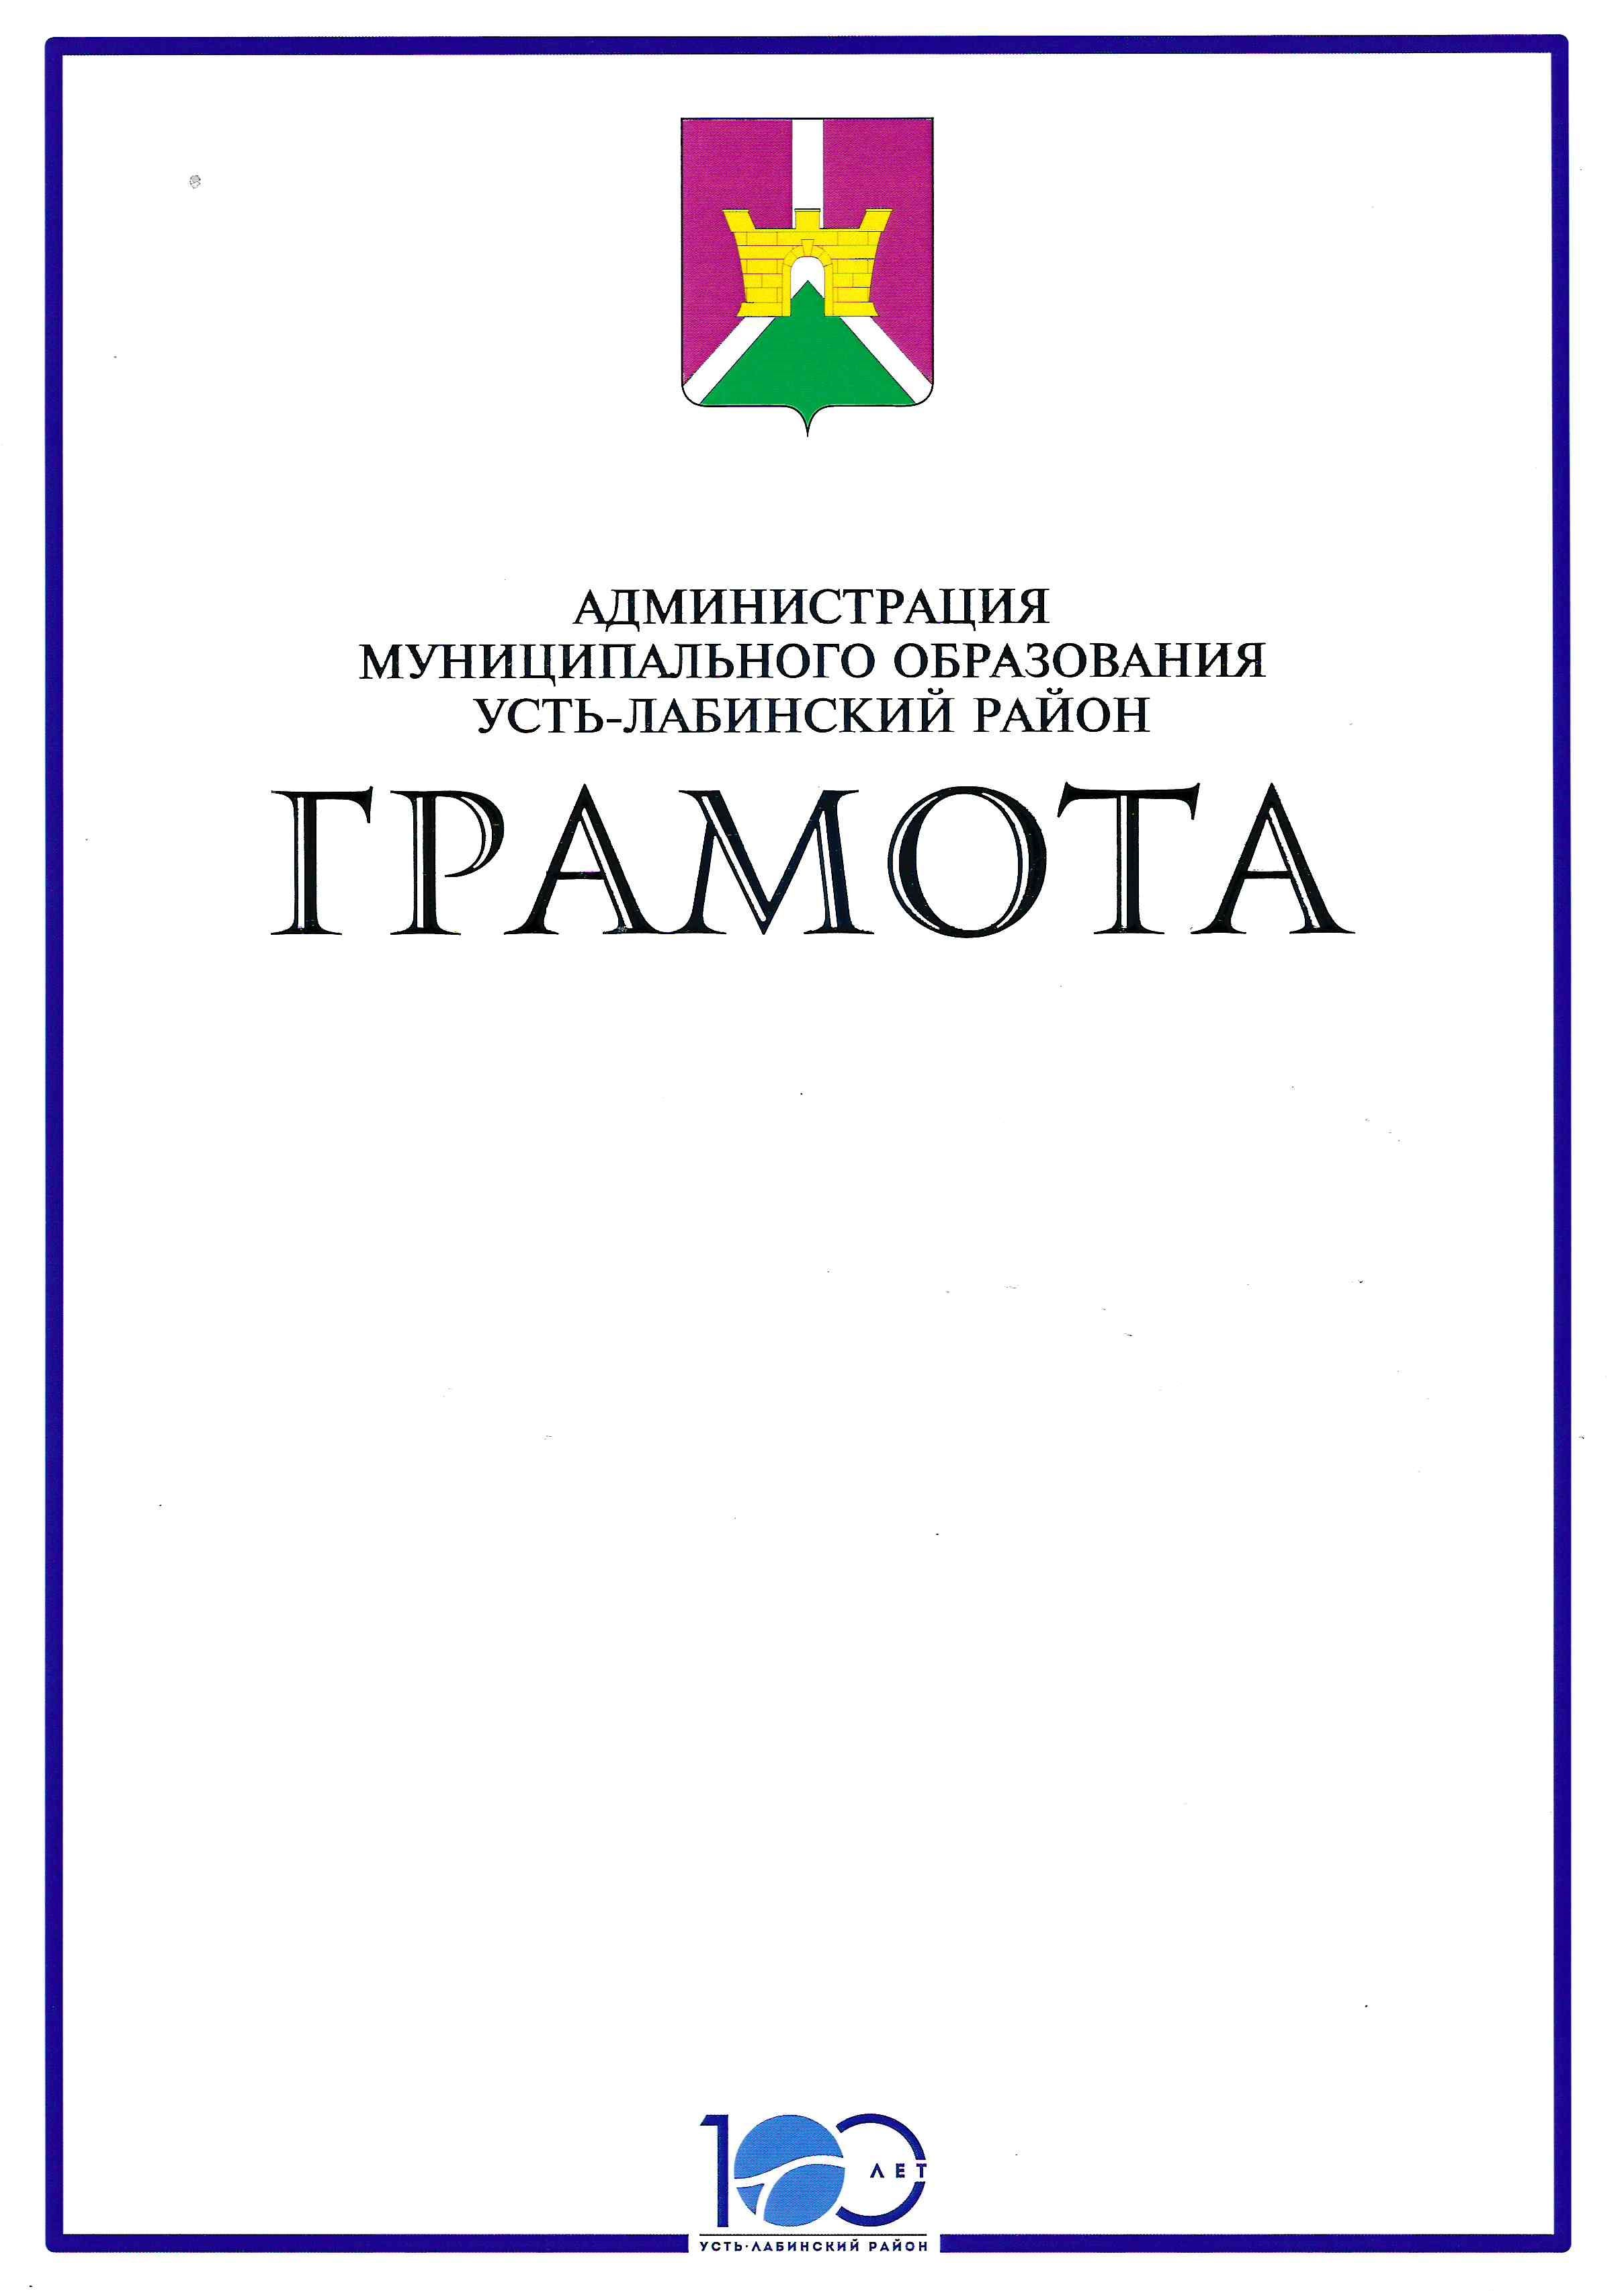 АДМИНИСТРАЦИЯ
МУНИЦИПАЛЬНОГО ОБРАЗОВАНИЯ
УСТЬ-ЛАБИНСКИЙ РАЙОН
ГРАМОТА
100 ЛЕТ
УСТЬ-ЛАБИНСКИЙ РАЙОН